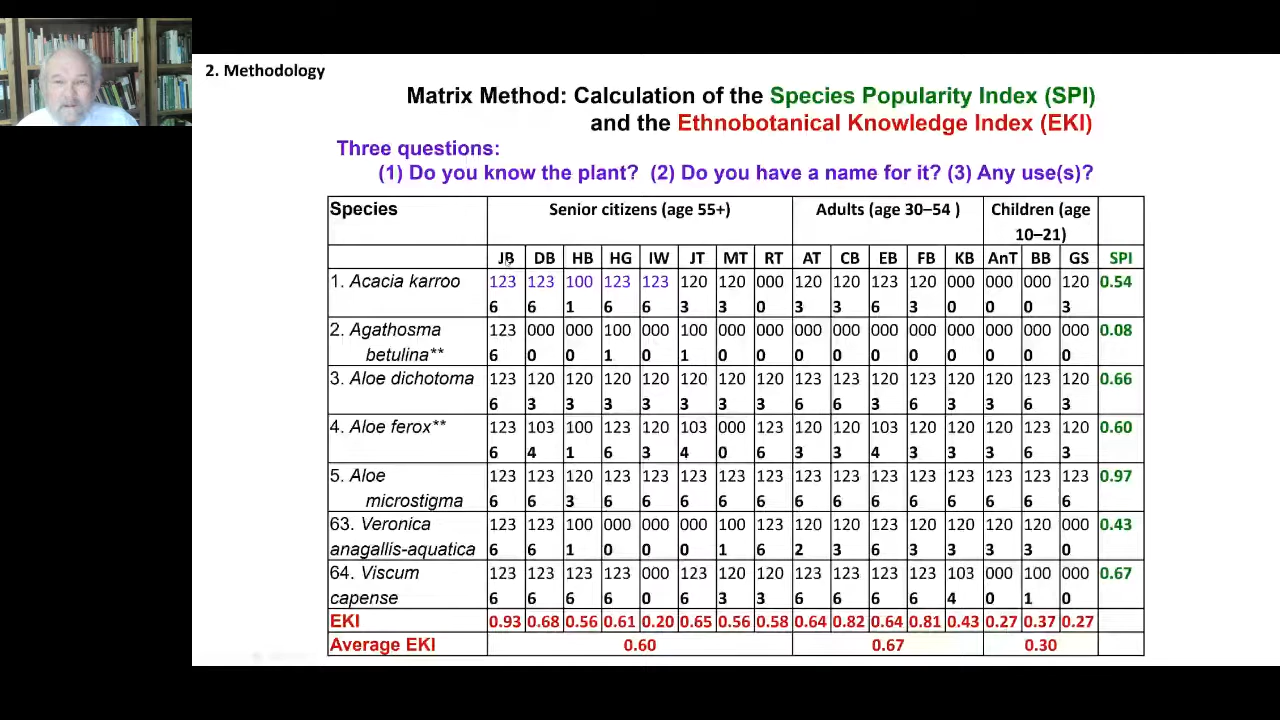 2. Methodology
Matrix Method: Calculation of the Species Popularity Index (SPI)
and the Ethnobotanical Knowledge Index (EKI)
Three questions:
(1) Do you know the plant? (2) Do you have a name for it? (3) Any use(s)?
Species Senior citizens (age 55+) Adults (age 30–54 ) Children (age
10–21)
JB DB HB HG IW JT MT RT AT CB EB FB KB AnT BB GS SPI
1. Acacia karroo 123 123 100 123 123 120 120 000 120 120 123 120 000 000 000 120 0.54
6 6 1 6 6 3 3 0 3 3 6 3 0 0 0 3
2. Agathosma 123 000 000 100 000 100 000 000 000 000 000 000 000 000 000 000 0.08
betulina** 6 0 0 1 0 1 0 0 0 0 0 0 0 0 0 0
3. Aloe dichotoma 123 120 120 120 120 120 120 120 123 123 120 123 120 120 123 120 0.66
6 3 3 3 3 3 3 3 6 6 3 6 3 3 6 3
4. Aloe ferox** 123 103 100 123 120 103 000 123 120 120 103 120 120 120 123 120 0.60
6 4 1 6 3 4 0 6 3 3 4 3 3 3 6 3
5. Aloe 123 123 120 123 123 123 123 123 123 123 123 123 123 123 123 123 0.97
microstigma 6 6 3 6 6 6 6 6 6 6 6 6 6 6 6 6
63. Veronica 123 123 100 000 000 000 100 123 120 120 123 120 120 120 120 000 0.43
anagallis-aquatica 6 6 1 0 0 0 1 6 2 3 6 3 3 3 3 0
64. Viscum 123 123 123 123 000 123 120 120 123 123 123 123 103 000 100 000 0.67
capense 6 6 6 6 0 6 3 3 6 6 6 6 4 0 1 0
EKI 0.93 0.68 0.56 0.61 0.20 0.65 0.56 0.58 0.64 0.82 0.64 0.81 0.43 0.27 0.37 0.27
Average EKI 0.60 0.67 0.30